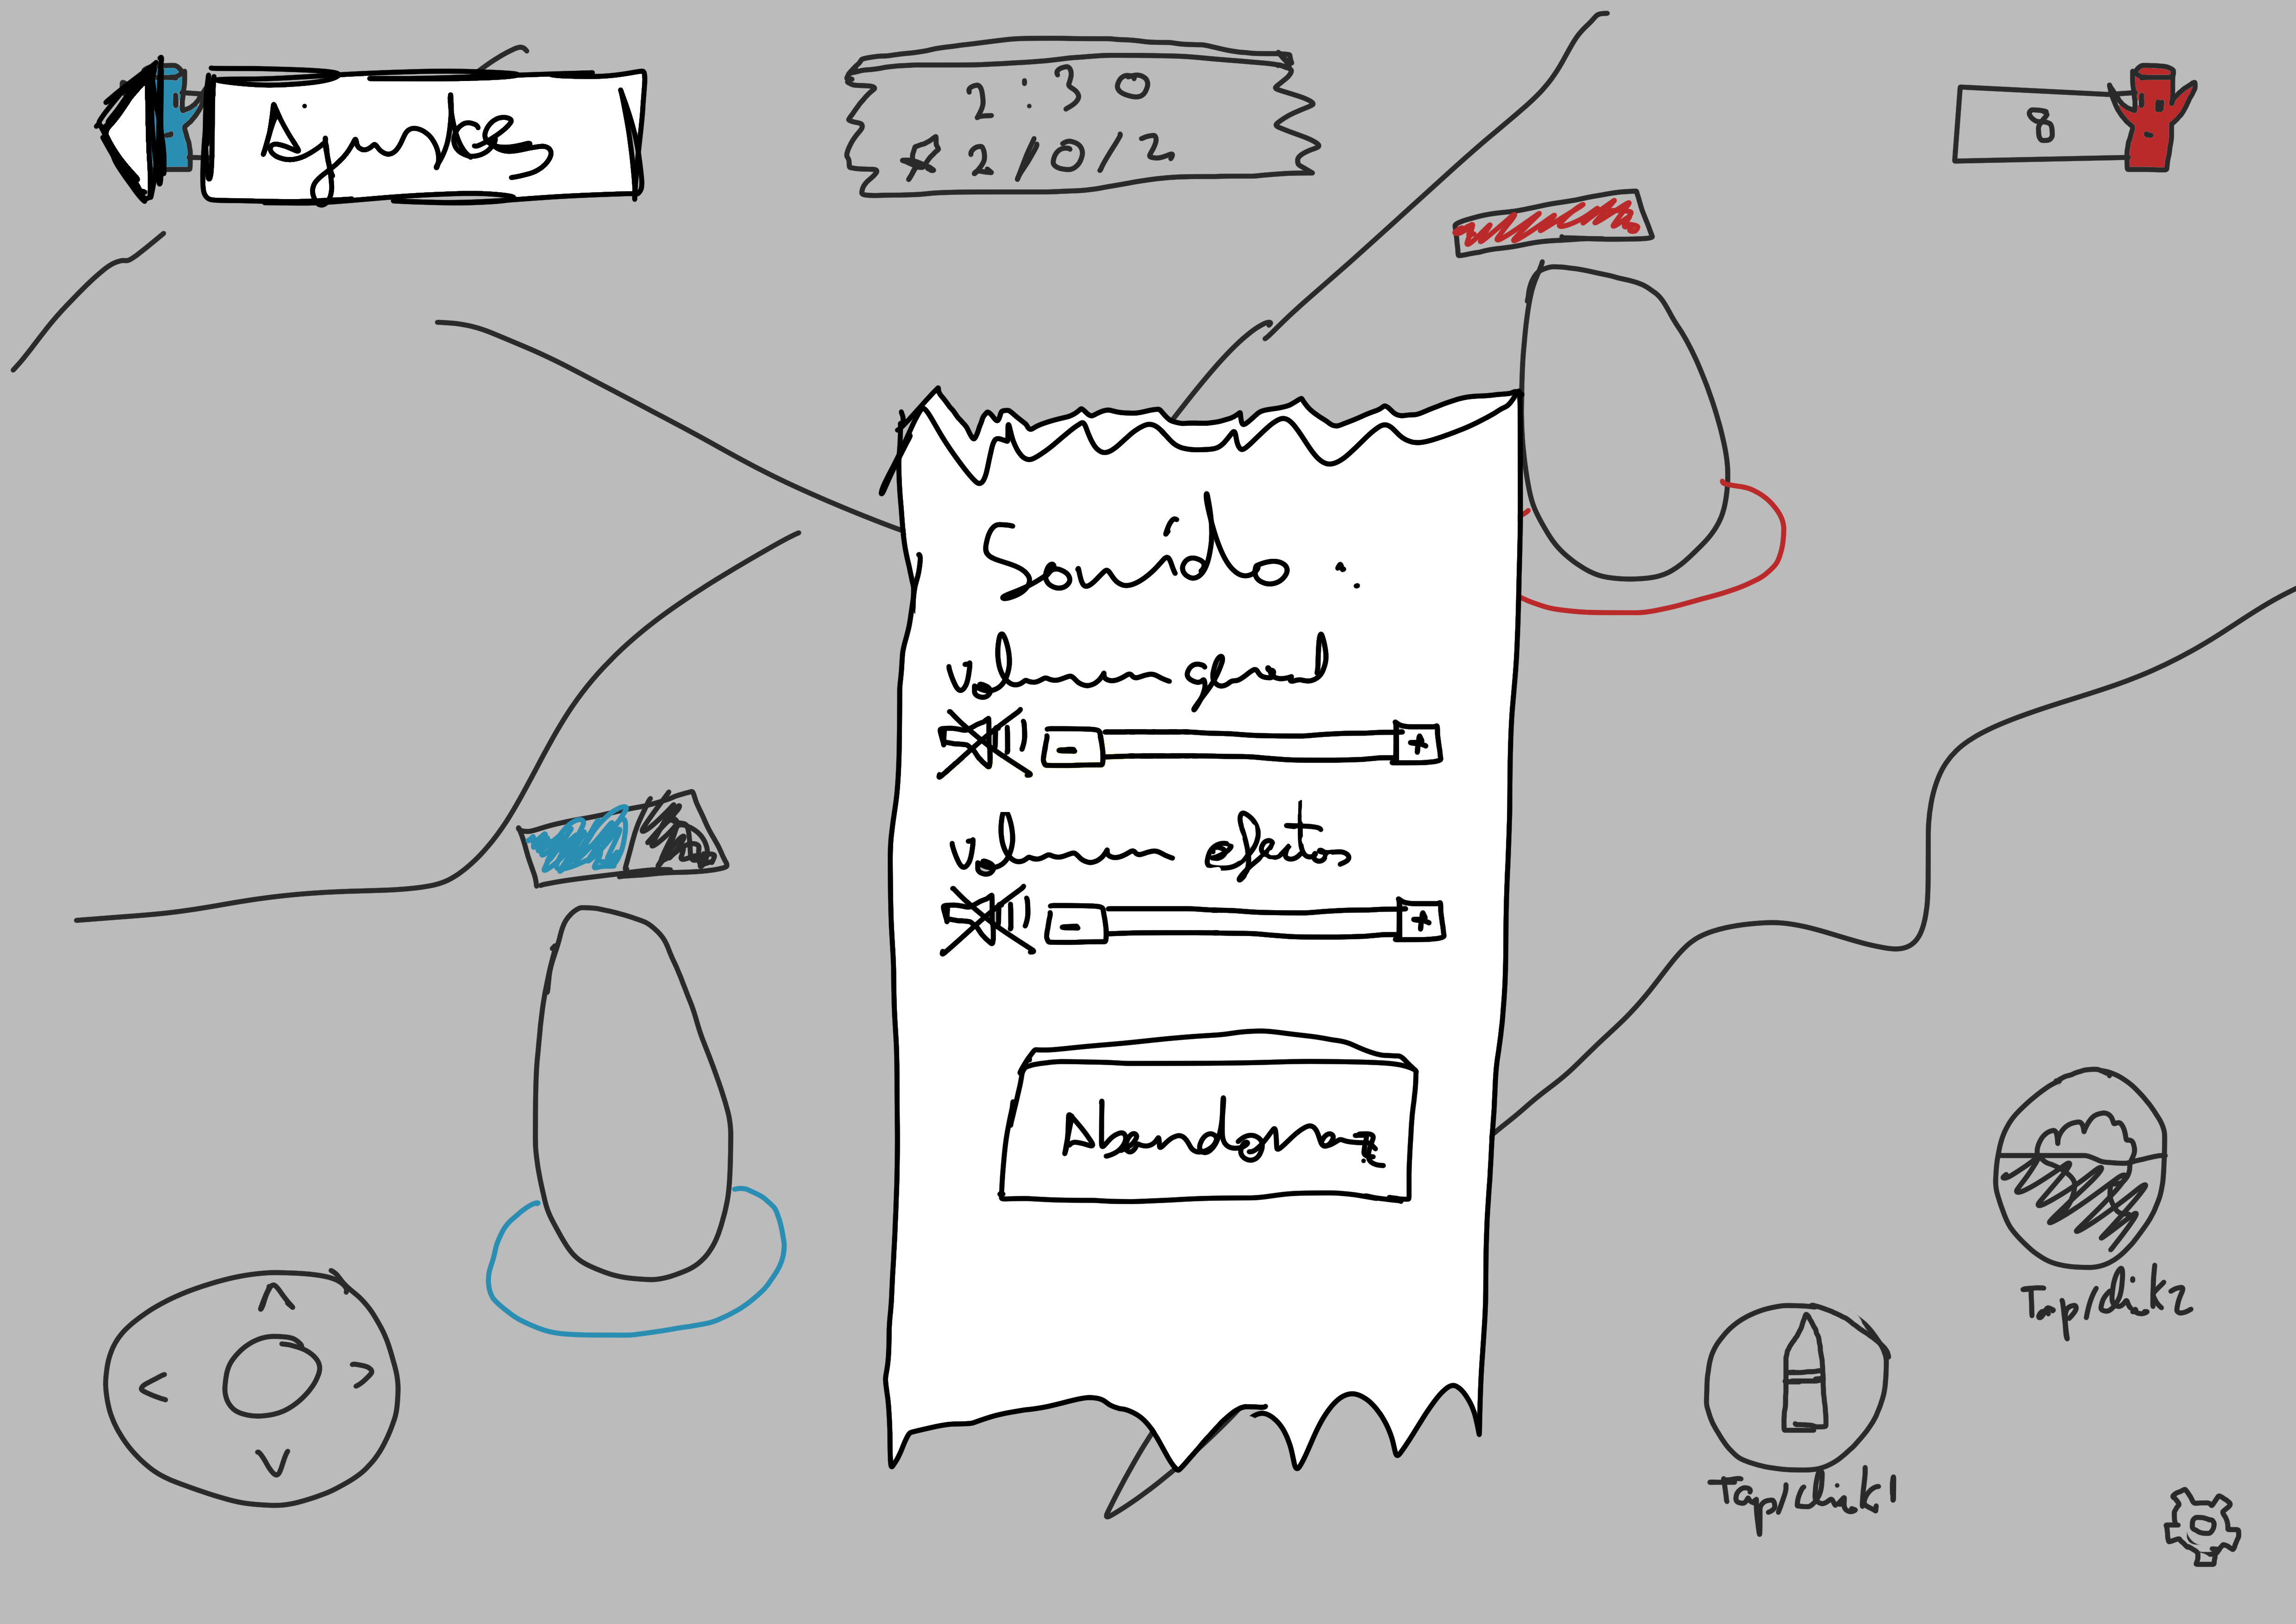 Ajustes
2:30
2/0/2
8
Sonido :
volumen general
-
+
volumen efectos
-
+
Abandonar
Tap/click2
Tap/click1